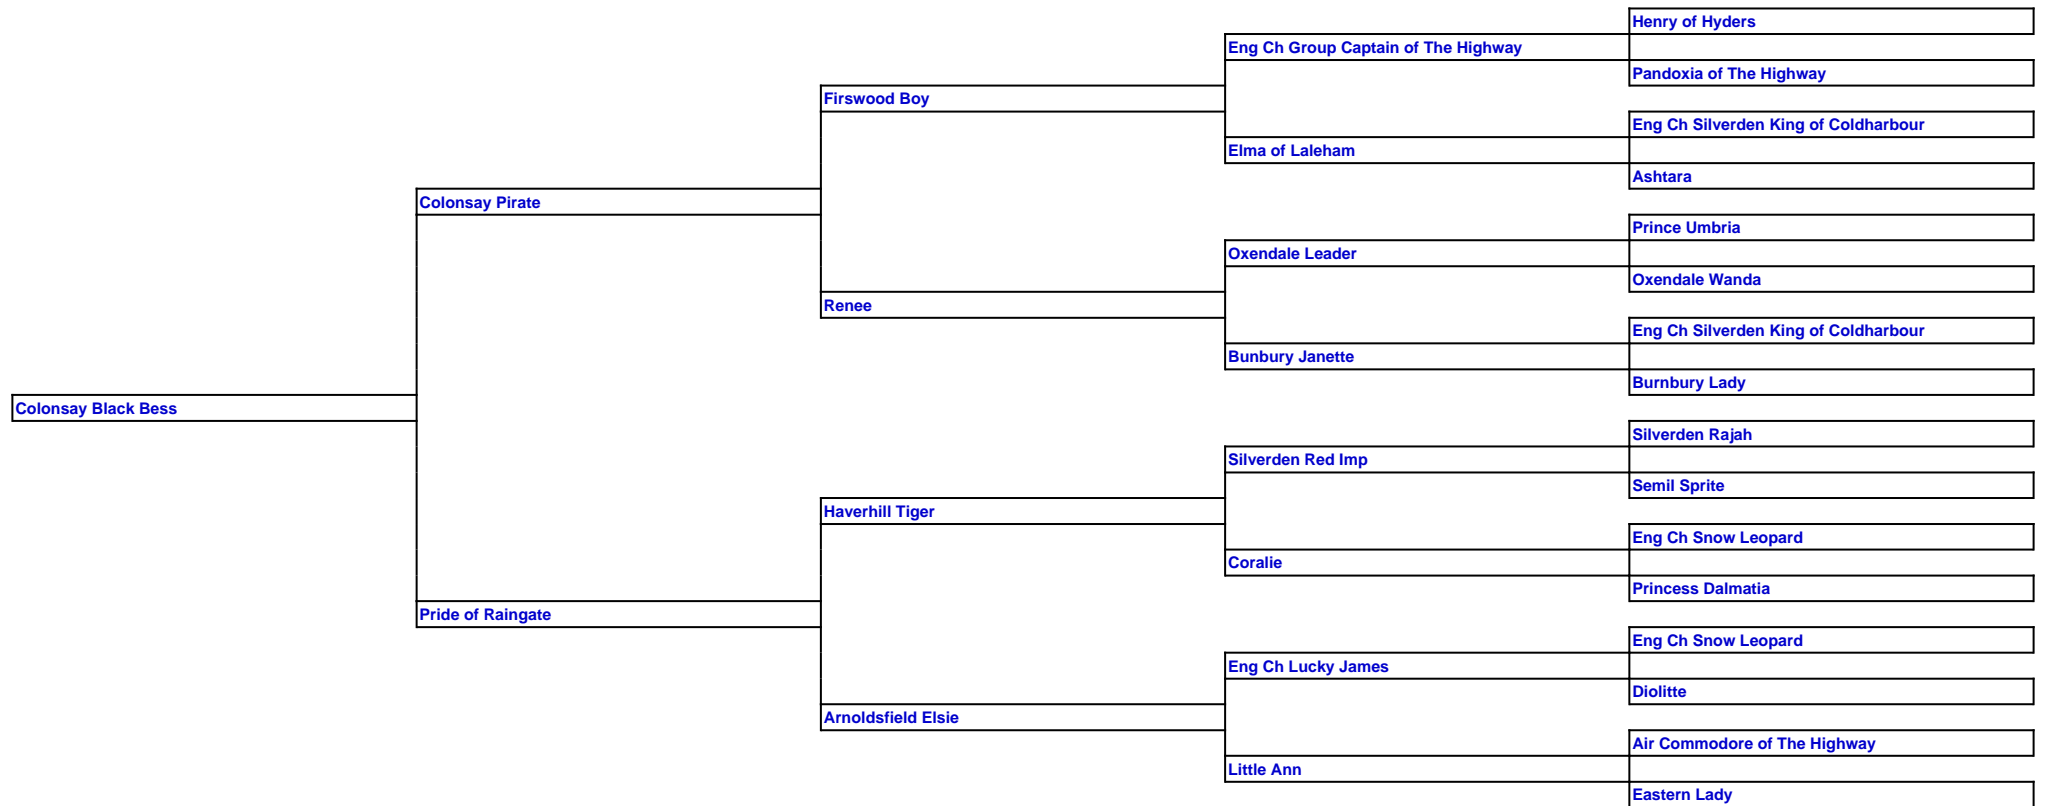 Henry of Hyders
Eng Ch Group Captain of The Highway
Pandoxia of The Highway
Firswood Boy
Eng Ch Silverden King of Coldharbour
Elma of Laleham
Ashtara
Colonsay Pirate
Prince Umbria
Oxendale Leader
Oxendale Wanda
Renee
Eng Ch Silverden King of Coldharbour
Bunbury Janette
Burnbury Lady
Colonsay Black Bess
Silverden Rajah
Silverden Red Imp
Semil Sprite
Haverhill Tiger
Eng Ch Snow Leopard
Coralie
Princess Dalmatia
Pride of Raingate
Eng Ch Snow Leopard
Eng Ch Lucky James
Diolitte
Arnoldsfield Elsie
Air Commodore of The Highway
Little Ann
Eastern Lady